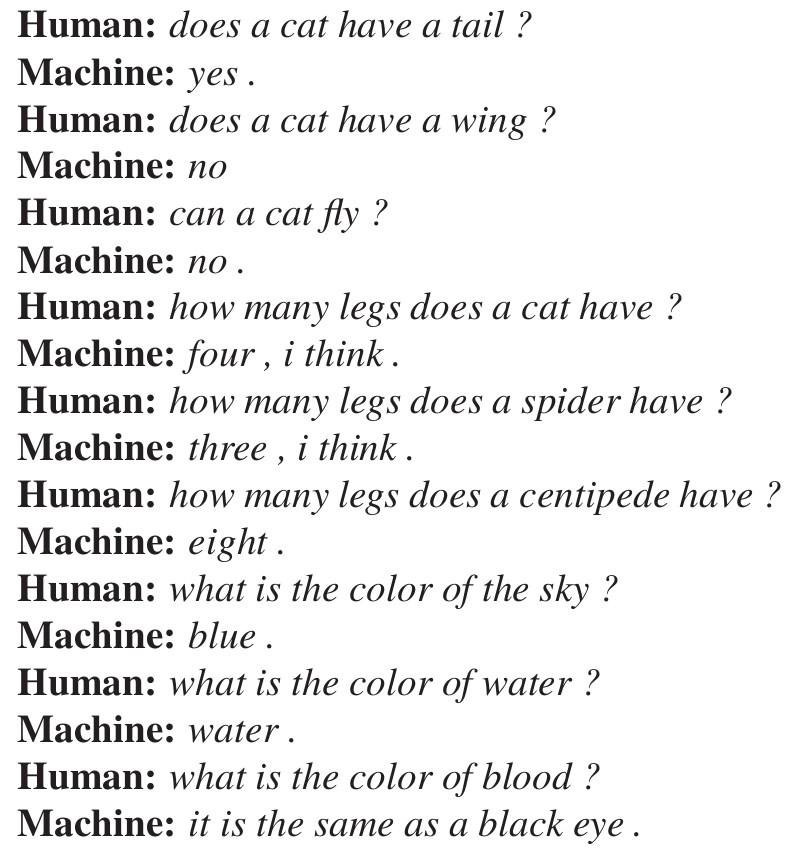 Human: does a cat have a tail ?
Machine: yes .
Human: does a cat have a wing ?
Machine: no
Human: can a cat fly ?
Machine: no .
Human: how many legs does a cat have ?
Machine: four , i think .
Human: how many legs does a spider have ?
Machine: three , i think .
Human: how many legs does a centipede have ?
Machine: eight .
Human: what is the color of the sky ?
Machine: blue .
Human: what is the color of water ?
Machine: water .
Human: what is the color of blood ?
Machine: it is the same as a black eye .